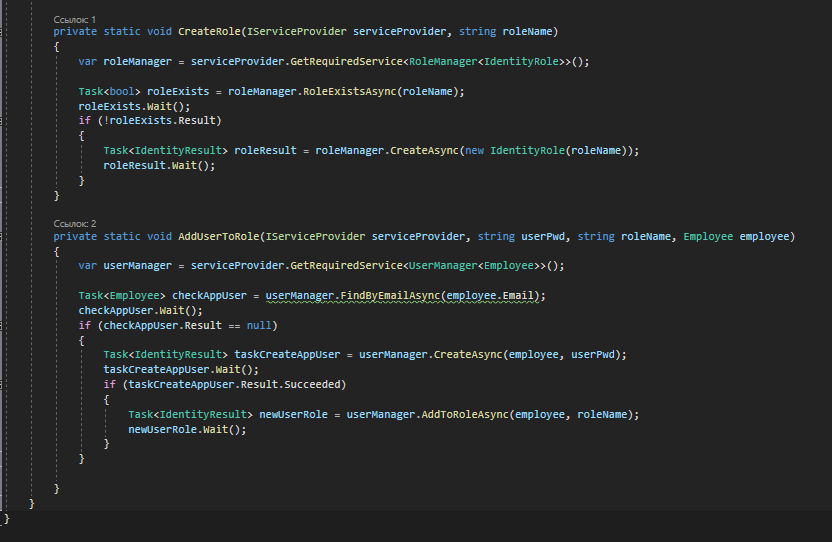 Ссылок: 1
private static void CreateRole(IServiceProvider serviceProvider, string roleName)
{
var roleManager = serviceProvider.GetRequiredService<RoleManager<IdentityRole>>();
Task<bool> roleExists = roleManager.RoleExistsAsync(roleName);
roleExists.Wait();
if (!roleExists.Result)
{
Task<IdentityResult> roleResult = roleManager.CreateAsync(new IdentityRole(roleName));
roleResult.Wait();
}
}
Ссылок: 2
private static void AddUserToRole(IServiceProvider serviceProvider, string userPwd, string roleName, Employee employee)
{
var userManager = serviceProvider.GetRequiredService<UserManager<Employee>>();
Task<Employee> checkAppUser = userManager.FindByEmailAsync(employee.Email);
checkAppUser.Wait();
if (checkAppUser.Result == null)
{
Task<IdentityResult> taskCreateAppUser = userManager.CreateAsync(employee, userPwd);
taskCreateAppUser.Wait();
if (taskCreateAppUser.Result.Succeeded)
{
Task<IdentityResult> newUserRole = userManager.AddToRoleAsync(employee, roleName);
newUserRole.Wait();
}
}
}
}
}